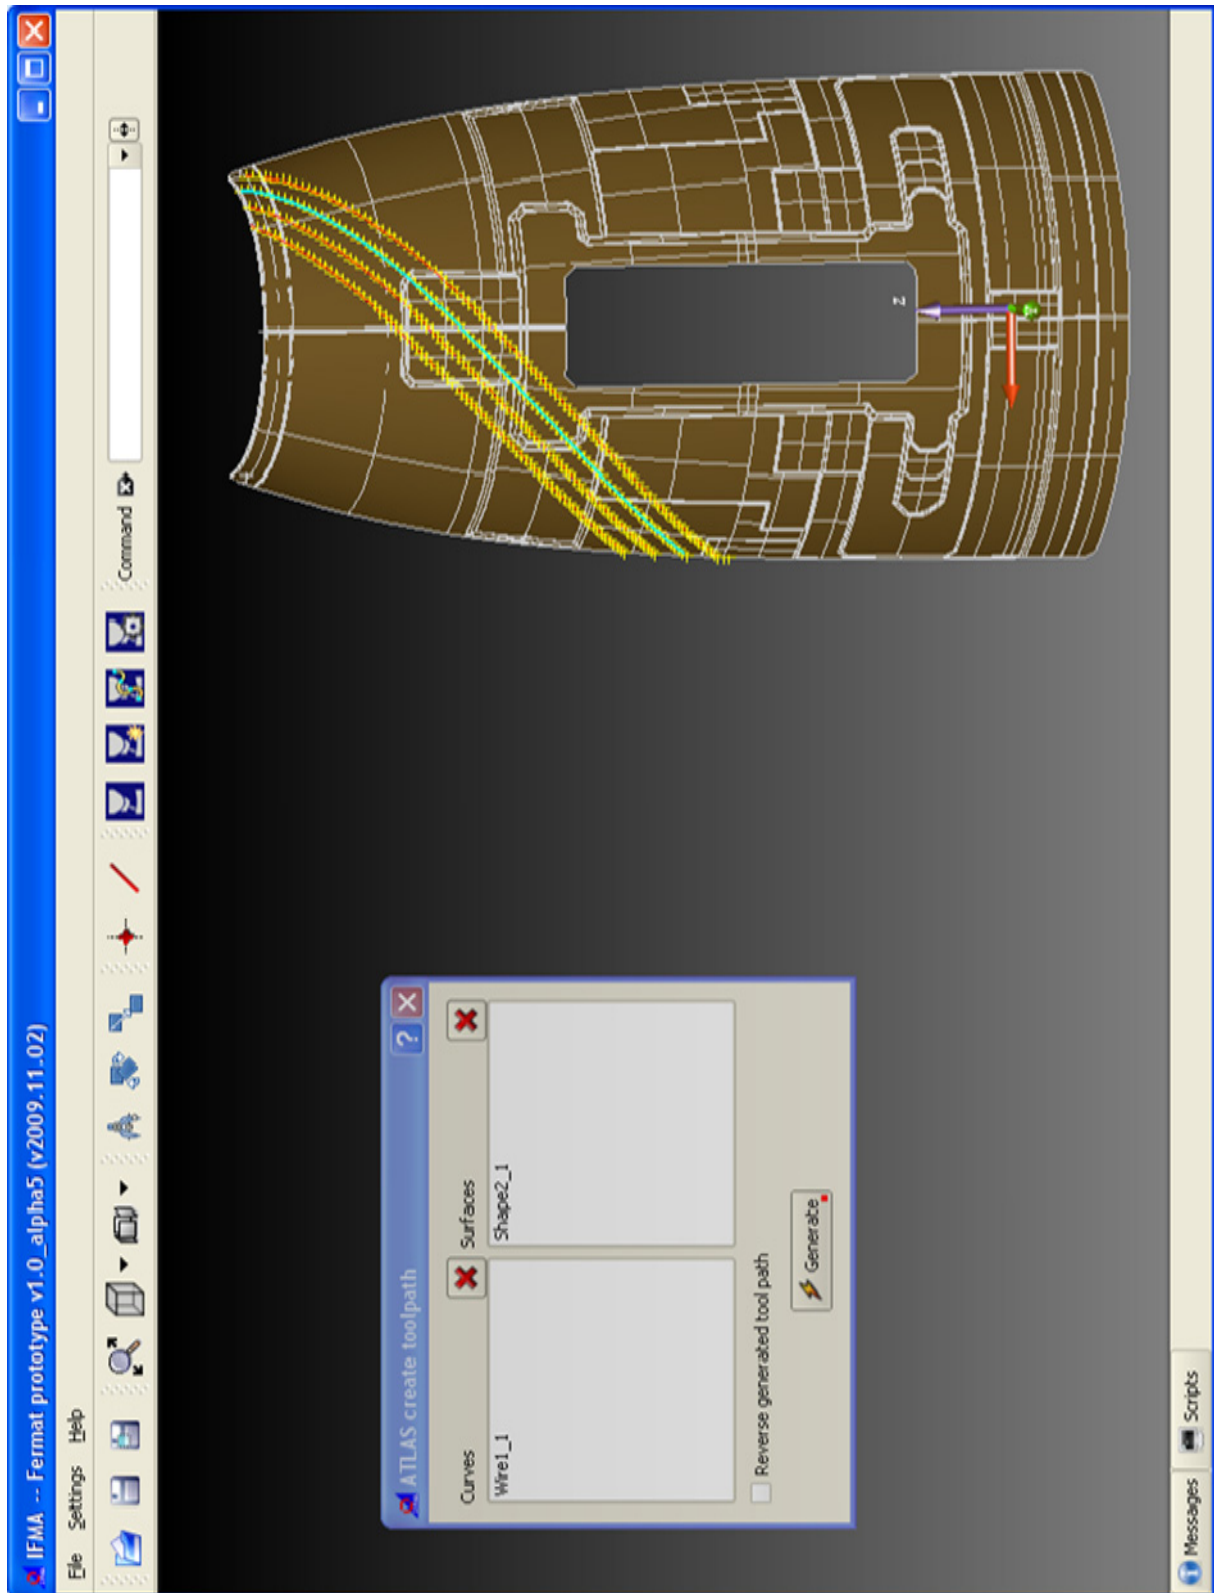 IFMA -- Fermat prototype v1.0_alpha5 (v2009.11.02)
File Settings Help
Command
ATLAS create toolpath
Curves Surfaces
Wire1_1 Shape2_1
Reverse generated tool path
Generate
Z
Messages Scripts